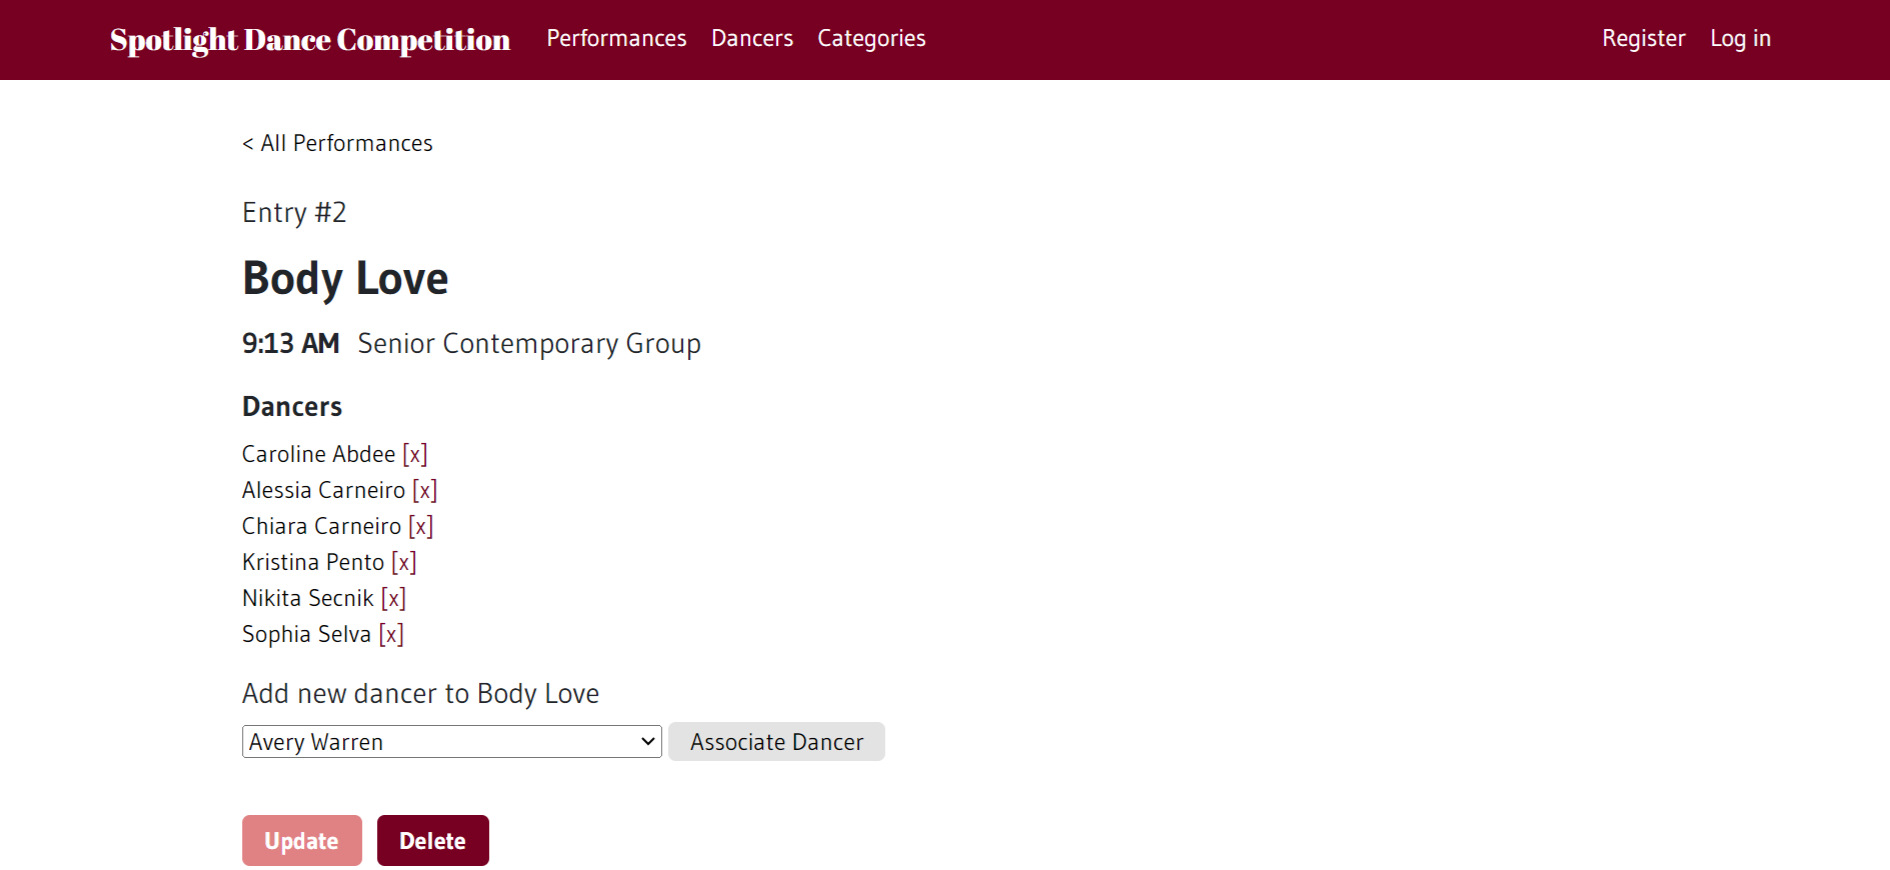 Spotlight Dance Competition Performances Dancers Categories Register Log in
< All Performances
Entry #2
Body Love
9:13 AM Senior Contemporary Group
Dancers
Caroline Abdee [x]
Alessia Carneiro [x]
Chiara Carneiro [x]
Kristina Pento [x]
Nikita Secnik [x]
Sophia Selva [x]
Add new dancer to Body Love
Avery Warren Associate Dancer
Update Delete